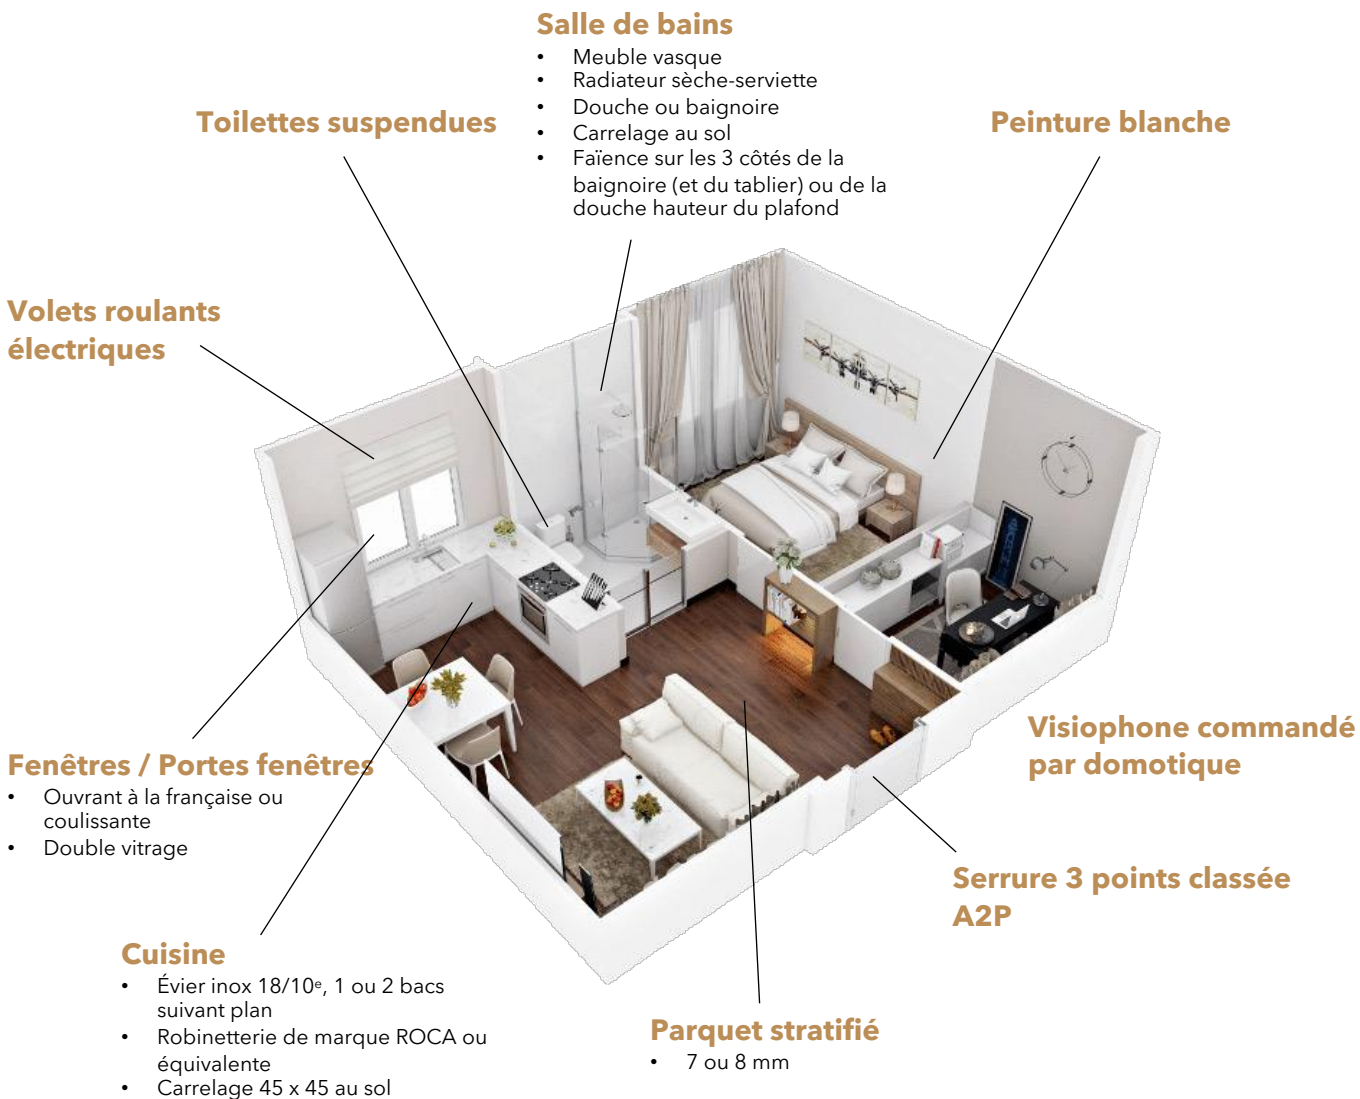 Salle de bains
• Meuble vasque
• Radiateur sèche-serviette
• Douche ou baignoire
• Carrelage au sol
• Faïence sur les 3 côtés de la
baignoire (et du tablier) ou de la
douche hauteur du plafond
Toilettes suspendues
Peinture blanche
Volets roulants
électriques
Fenêtres / Portes fenêtres
• Ouvrant à la française ou
coulissante
• Double vitrage
Visiophone commandé
par domotique
Serrure 3 points classée
A2P
Cuisine
• Évier inox 18/10ᵉ, 1 ou 2 bacs
suivant plan
• Robinetterie de marque ROCA ou
équivalente
• Carrelage 45 x 45 au sol
Parquet stratifié
• 7 ou 8 mm